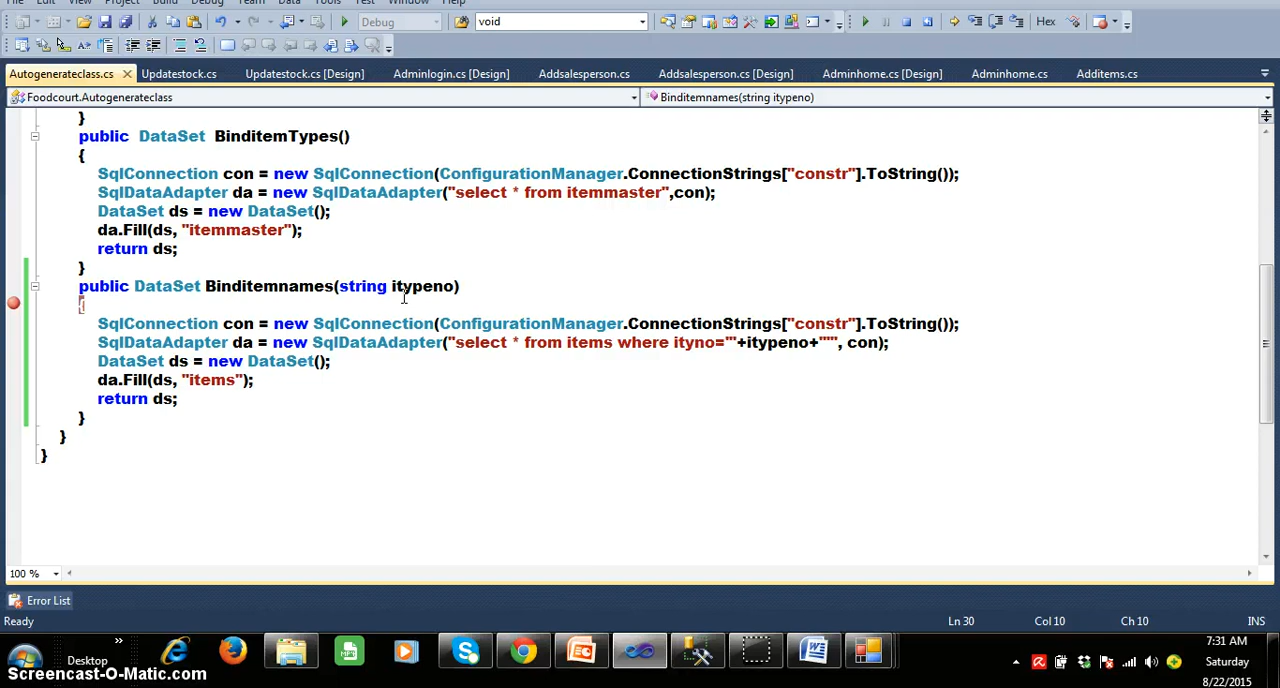 File Edit View Project Build Debug Team Data Tools Test Window Help
Debug void Hex
Autogenerateclass.cs Updatestock.cs Updatestock.cs [Design] Adminlogin.cs [Design] Addsalesperson.cs Addsalesperson.cs [Design] Adminhome.cs [Design] Adminhome.cs Additems.cs
Foodcourt.Autogenerateclass Binditemnames(string itypeno)
}
public DataSet BinditemTypes()
{
SqlConnection con = new SqlConnection(ConfigurationManager.ConnectionStrings["constr"].ToString());
SqlDataAdapter da = new SqlDataAdapter("select * from itemmaster",con);
DataSet ds = new DataSet();
da.Fill(ds, "itemmaster");
return ds;
}
public DataSet Binditemnames(string itypeno)
{
SqlConnection con = new SqlConnection(ConfigurationManager.ConnectionStrings["constr"].ToString());
SqlDataAdapter da = new SqlDataAdapter("select * from items where ityno='"+itypeno+"'", con);
DataSet ds = new DataSet();
da.Fill(ds, "items");
return ds;
}
}
}
100 %
Error List
Ready Ln 30 Col 10 Ch 10 INS
Desktop
7:31 AM
Saturday
8/22/2015
Screencast-O-Matic.com